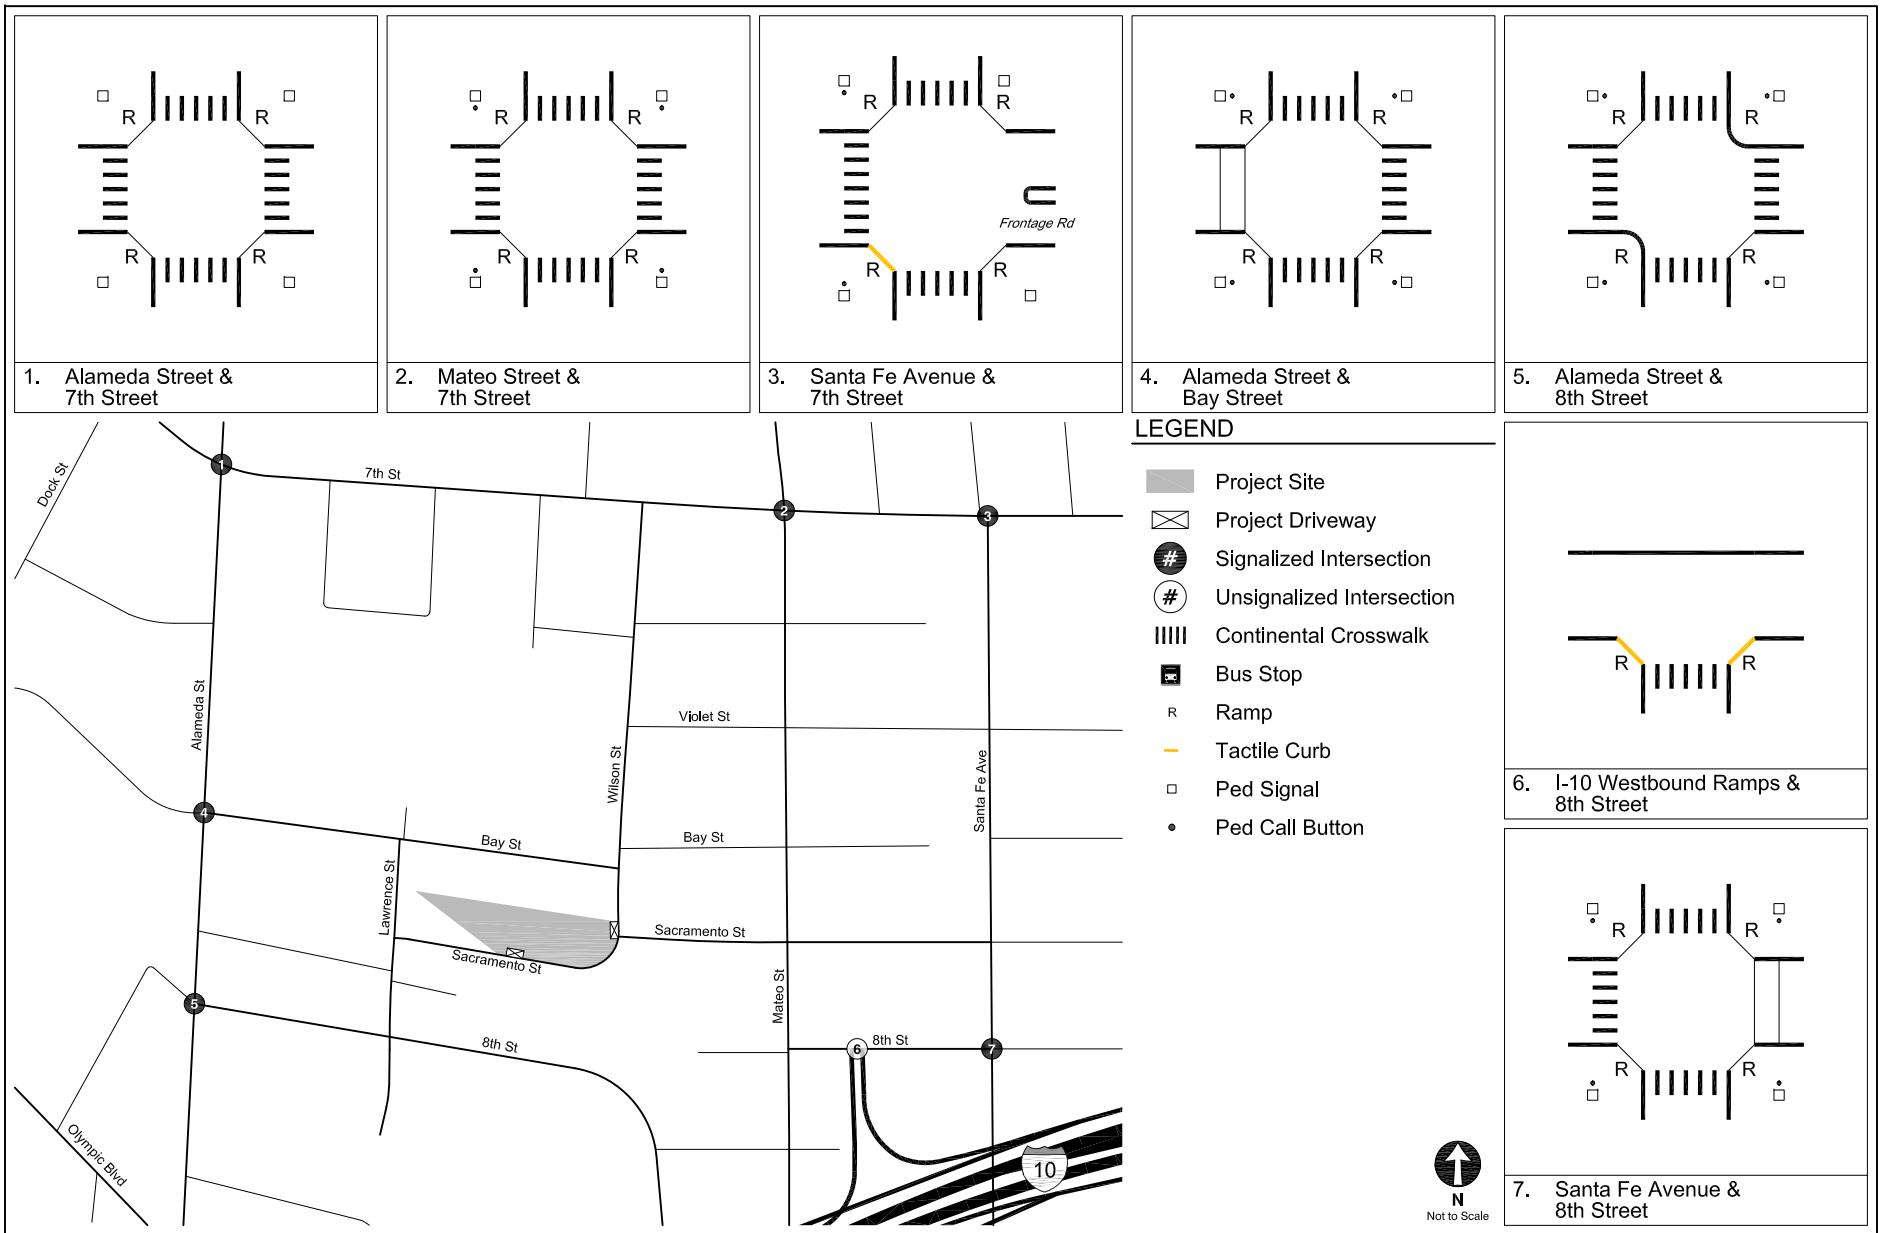 R R
R R
1. Alameda Street &
7th Street
R R
R R
2. Mateo Street &
7th Street
R R
Frontage Rd
R R
3. Santa Fe Avenue &
7th Street
R R
R R
4. Alameda Street &
Bay Street
R R
R R
5. Alameda Street &
8th Street
Dock St
1
7th St
2
3
Alameda St
Violet St
Wilson St
Santa Fe Ave
4
Bay St
Bay St
Lawrence St
Sacramento St
Sacramento St
Mateo St
5
8th St
6
8th St
7
Olympic Blvd
10
LEGEND
Project Site
Project Driveway
# Signalized Intersection
# Unsignalized Intersection
Continental Crosswalk
Bus Stop
R Ramp
Tactile Curb
Ped Signal
Ped Call Button
N
Not to Scale
R R
6. I-10 Westbound Ramps &
8th Street
R R
R R
7. Santa Fe Avenue &
8th Street